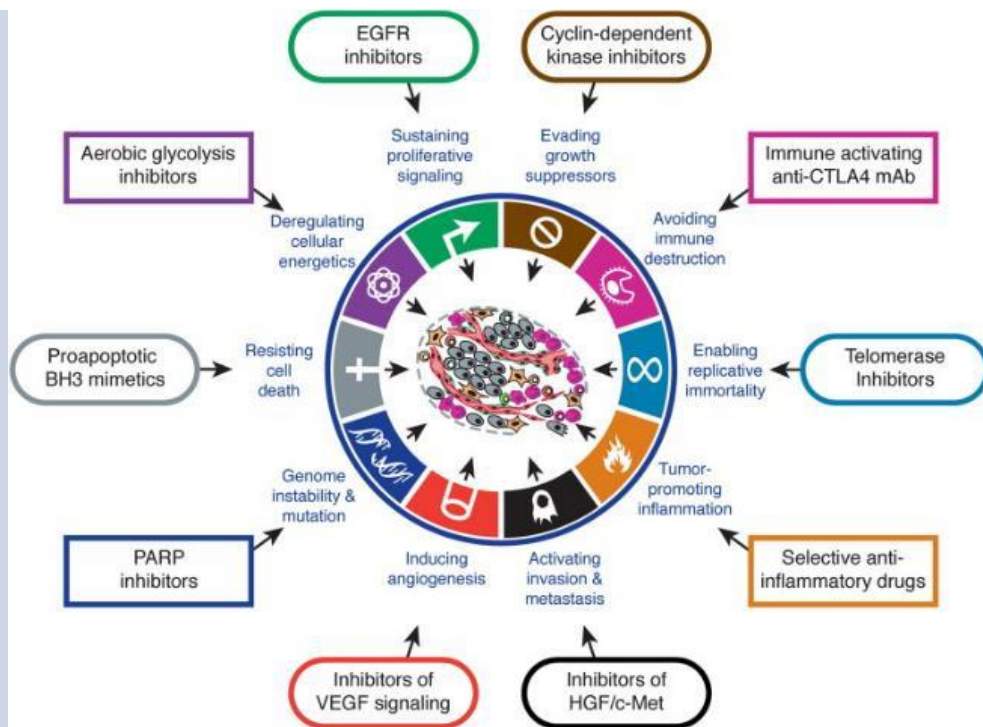 EGFR
inhibitors
Cyclin-dependent
kinase inhibitors
Sustaining
proliferative
signaling
Evading
growth
suppressors
Aerobic glycolysis
inhibitors
Immune activating
anti-CTLA4 mAb
Deregulating
cellular
energetics
Avoiding
immune
destruction
Proapoptotic
BH3 mimetics
Resisting
cell
death
Enabling
replicative
immortality
Telomerase
Inhibitors
Genome
instability &
mutation
Tumor-
promoting
inflammation
PARP
inhibitors
Inducing
angiogenesis
Activating
invasion &
metastasis
Selective anti-
inflammatory drugs
Inhibitors of
VEGF signaling
Inhibitors of
HGF/c-Met